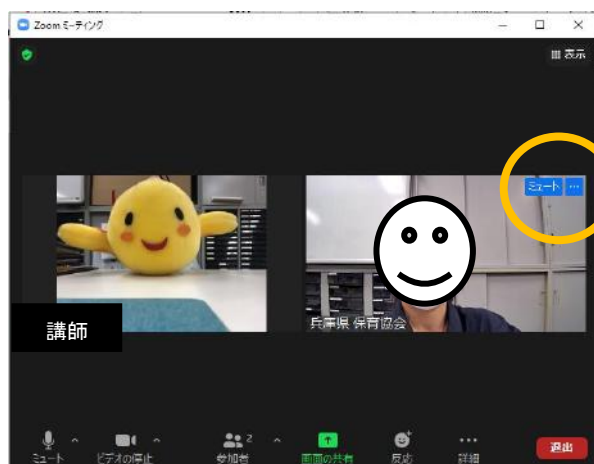 Zoom ミーティング
表示
ミュート ...
講師
兵庫県 保育協会
ミュート
ビデオの停止
参加者 2
画面の共有
反応
詳細
退出